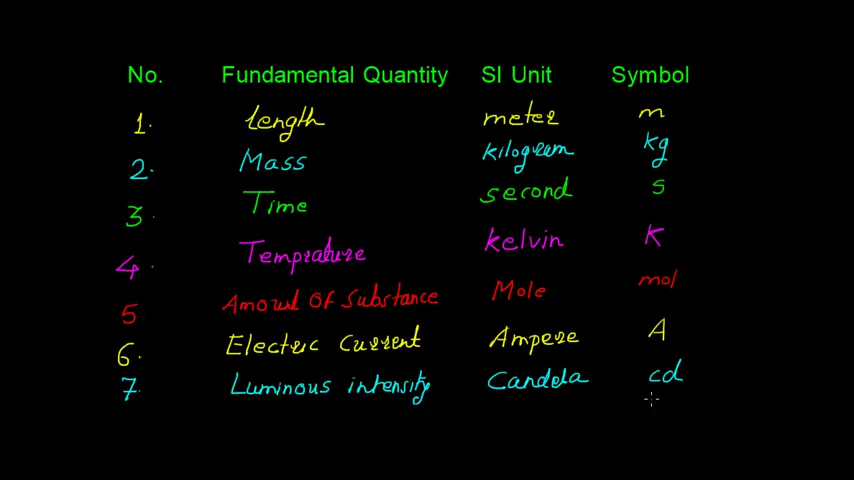 No. Fundamental Quantity SI Unit Symbol
1. Length meter m
2. Mass kilogram kg
3. Time second s
4. Temprature kelvin K
5. Amount Of Substance Mole mol
6. Electric Current Ampere A
7. Luminous intensity Candela cd